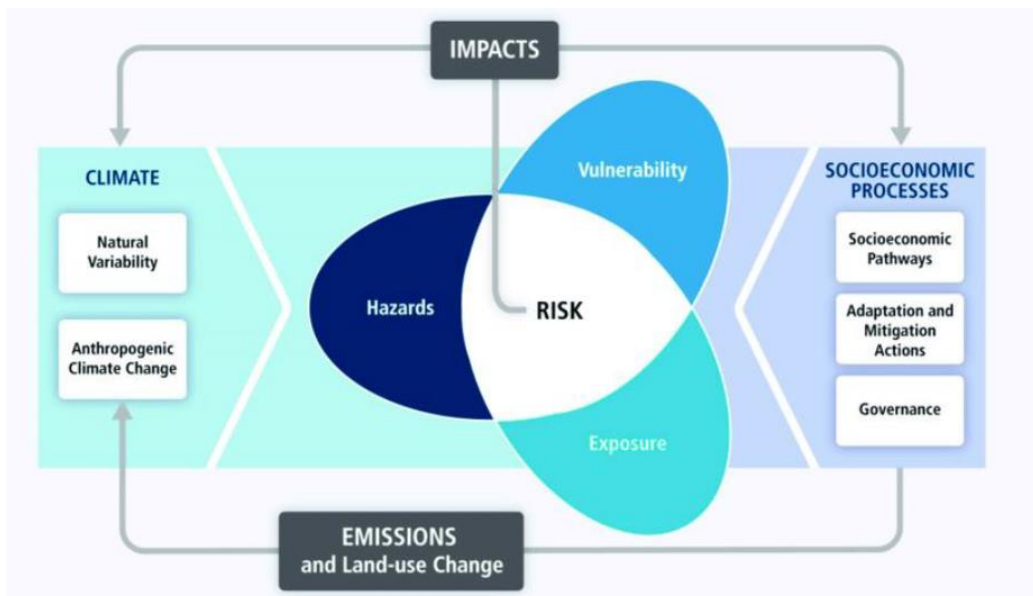 IMPACTS
CLIMATE
Natural
Variability
Anthropogenic
Climate Change
Vulnerability
Hazards
RISK
Exposure
SOCIOECONOMIC
PROCESSES
Socioeconomic
Pathways
Adaptation and
Mitigation
Actions
Governance
EMISSIONS
and Land-use Change